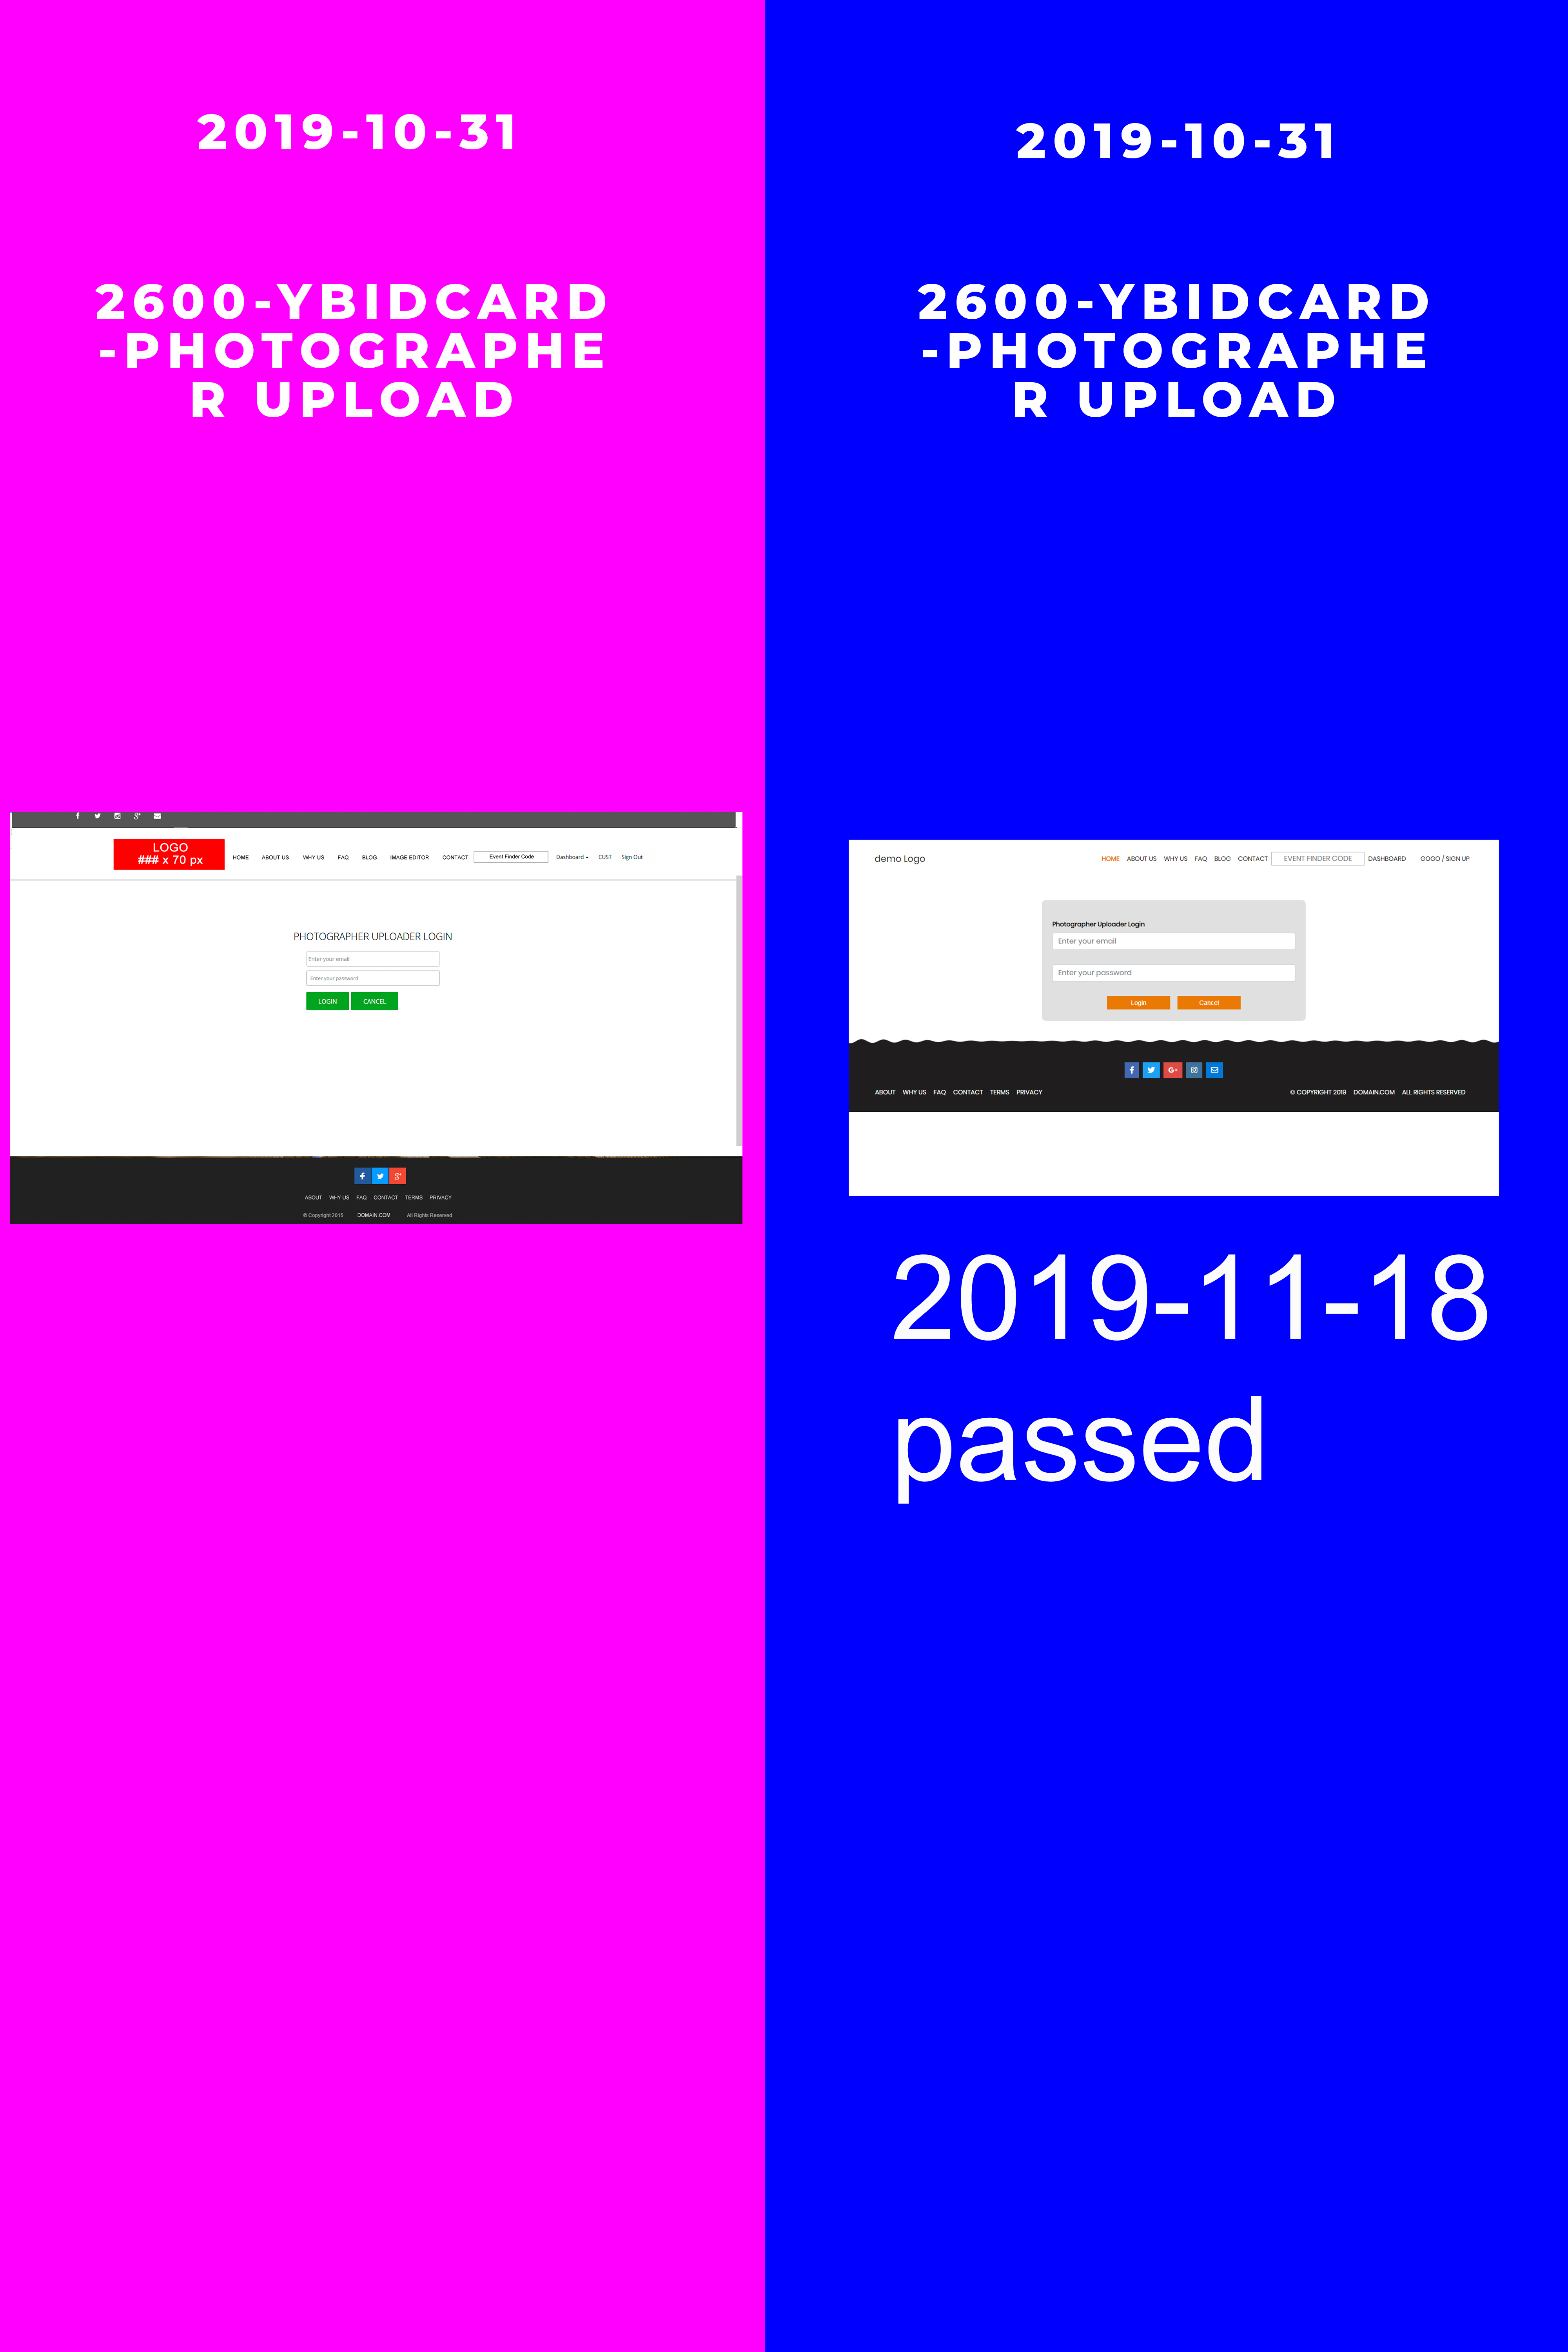 2019-10-31
2600-YBIDCARD
-PHOTOGRAPHE
R UPLOAD
LOGO
### x 70 px
HOME ABOUT US WHY US FAQ BLOG IMAGE EDITOR CONTACT Event Finder Code Dashboard CUST Sign Out
PHOTOGRAPHER UPLOADER LOGIN
Enter your email
Enter your password
LOGIN CANCEL
ABOUT WHY US FAQ CONTACT TERMS PRIVACY
© Copyright 2015 DOMAIN.COM All Rights Reserved
2019-10-31
2600-YBIDCARD
-PHOTOGRAPHE
R UPLOAD
demo Logo HOME ABOUT US WHY US FAQ BLOG CONTACT EVENT FINDER CODE DASHBOARD GOGO / SIGN UP
Photographer Uploader Login
Enter your email
Enter your password
Login Cancel
ABOUT WHY US FAQ CONTACT TERMS PRIVACY © COPYRIGHT 2019 DOMAIN.COM ALL RIGHTS RESERVED
2019-11-18
passed